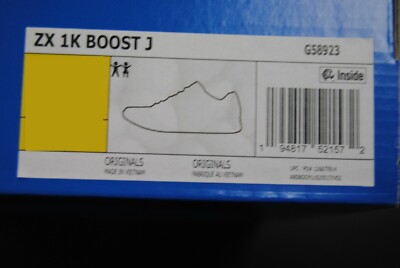 ZX 1K BOOST J
G58923
Inside
1 94817 52157 2
ORIGINALS
MADE IN VIETNAM
ORIGINALS
FABRIQUÉ AU VIETNAM